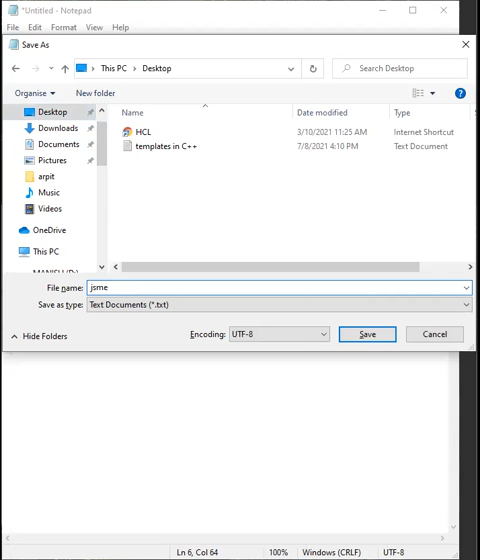 *Untitled - Notepad
File Edit Format View Help
Save As
This PC Desktop
Search Desktop
Organise New folder
Name Date modified Type
Desktop
Downloads
Documents
Pictures
arpit
Music
Videos
OneDrive
This PC
HCL 3/10/2021 11:25 AM Internet Shortcut
templates in C++ 7/8/2021 4:10 PM Text Document
File name: jsme
Save as type: Text Documents (*.txt)
Hide Folders Encoding: UTF-8 Save Cancel
Ln 6, Col 64 100% Windows (CRLF) UTF-8